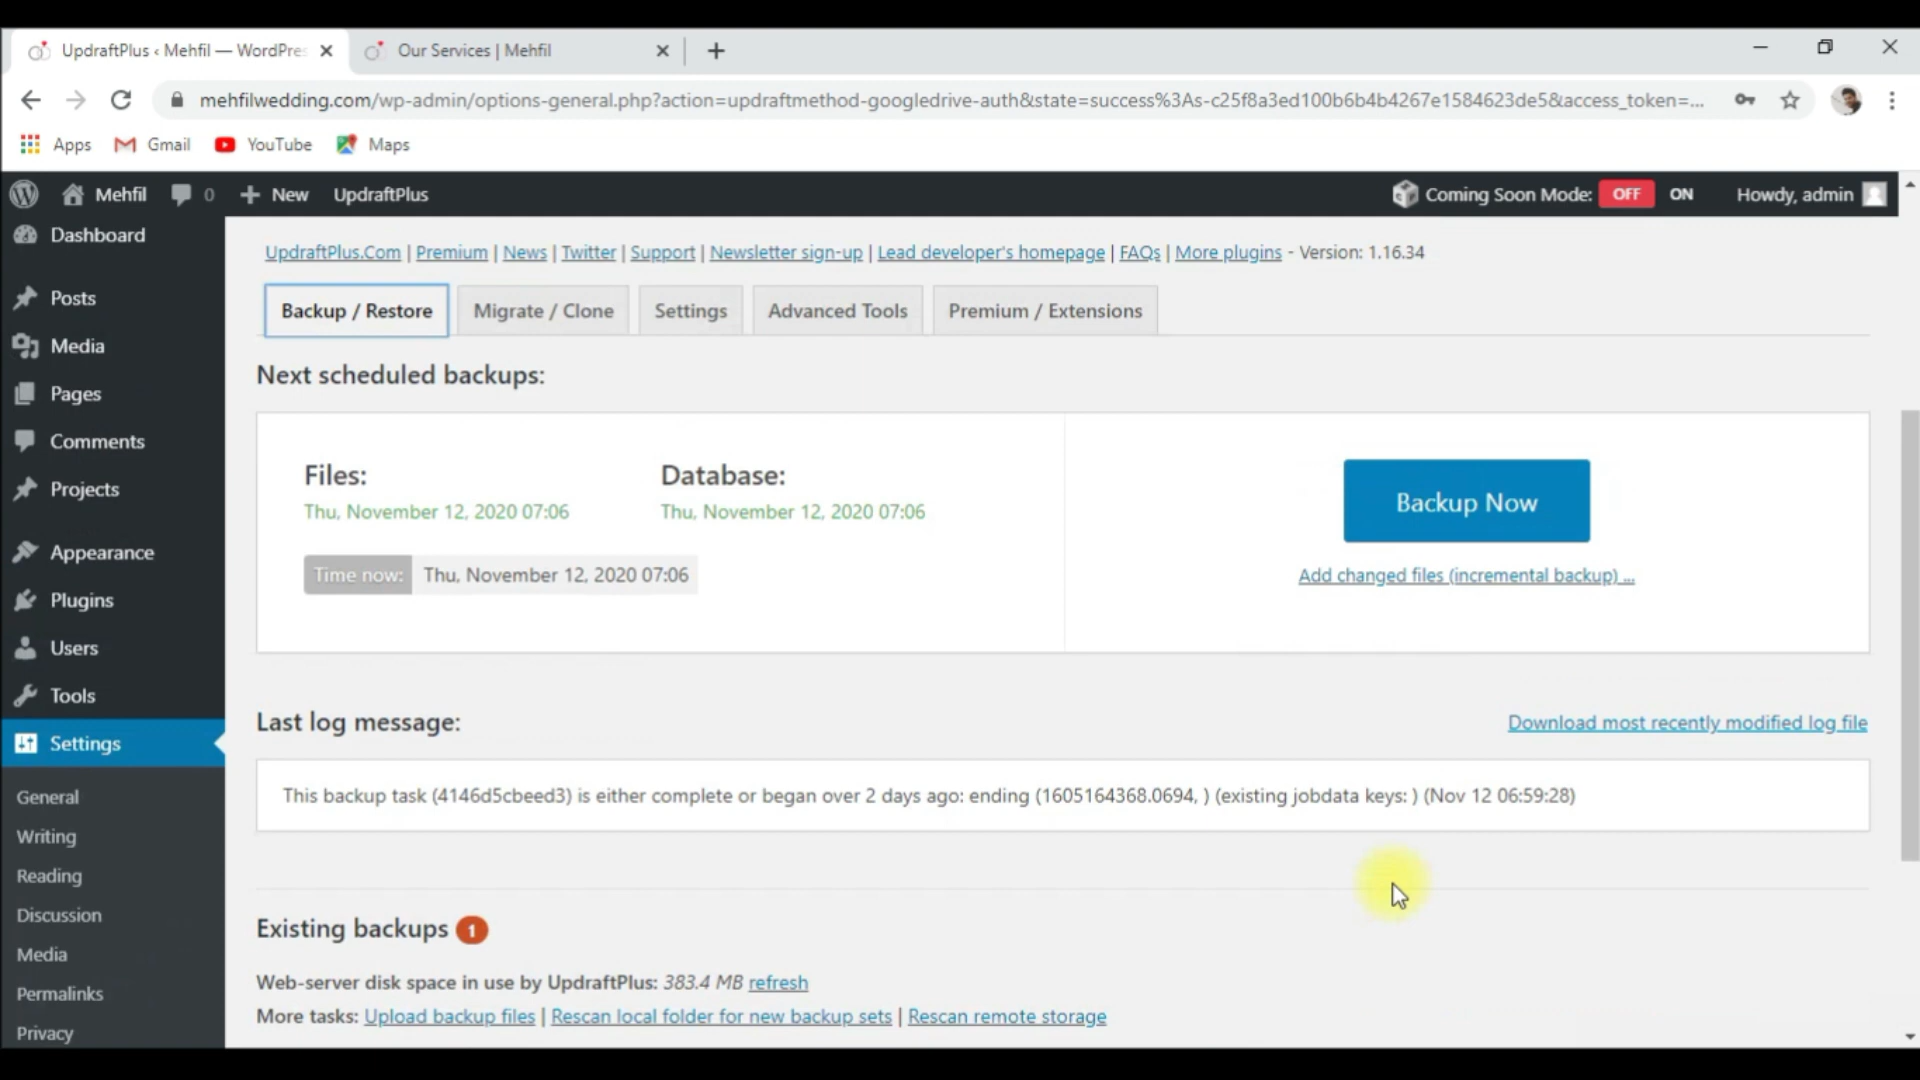 UpdraftPlus ‹ Mehfil — WordPres
Our Services | Mehfil
mehfilwedding.com/wp-admin/options-general.php?action=updraftmethod-googledrive-auth&state=success%3As-c25f8a3ed100b6b4b4267e1584623de5&access_token=...
Apps Gmail YouTube Maps
Mehfil 0 + New UpdraftPlus Coming Soon Mode: OFF ON Howdy, admin
Dashboard
Posts
Media
Pages
Comments
Projects
Appearance
Plugins
Users
Tools
Settings
General
Writing
Reading
Discussion
Media
Permalinks
Privacy
UpdraftPlus.Com | Premium | News | Twitter | Support | Newsletter sign-up | Lead developer's homepage | FAQs | More plugins - Version: 1.16.34
Backup / Restore Migrate / Clone Settings Advanced Tools Premium / Extensions
Next scheduled backups:
Files: Database:
Thu, November 12, 2020 07:06 Thu, November 12, 2020 07:06
Time now: Thu, November 12, 2020 07:06
Backup Now
Add changed files (incremental backup) ...
Last log message: Download most recently modified log file
This backup task (4146d5cbeed3) is either complete or began over 2 days ago: ending (1605164368.0694, ) (existing jobdata keys: ) (Nov 12 06:59:28)
Existing backups 1
Web-server disk space in use by UpdraftPlus: 383.4 MB refresh
More tasks: Upload backup files | Rescan local folder for new backup sets | Rescan remote storage